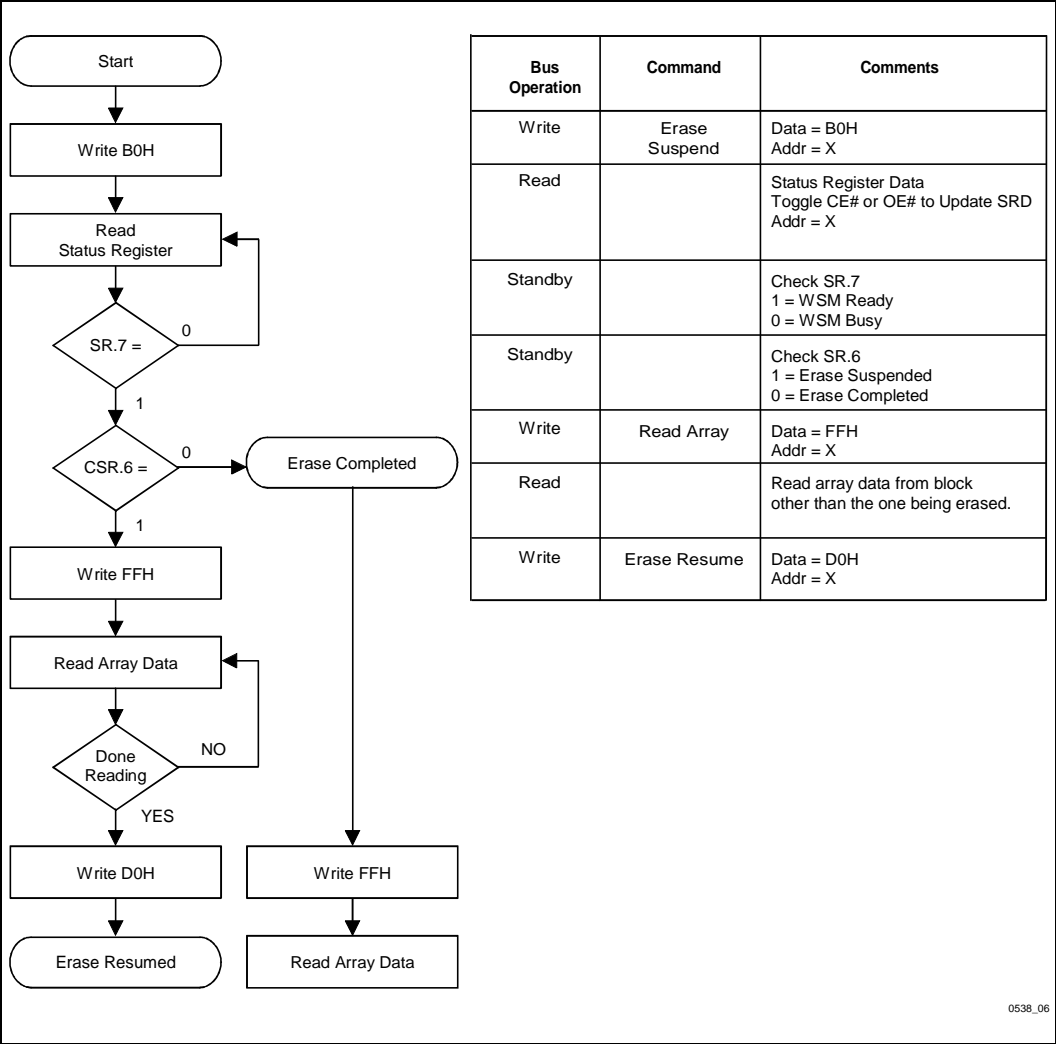 Start
Write B0H
Read
Status Register
SR.7 =
0
1
CSR.6 =
0
1
Erase Completed
Write FFH
Read Array Data
Done
Reading
NO
YES
Write D0H
Write FFH
Erase Resumed
Read Array Data
Bus
Operation
Command
Comments
Write
Erase
Suspend
Data = B0H
Addr = X
Read
Status Register Data
Toggle CE# or OE# to Update SRD
Addr = X
Standby
Check SR.7
1 = WSM Ready
0 = WSM Busy
Standby
Check SR.6
1 = Erase Suspended
0 = Erase Completed
Write
Read Array
Data = FFH
Addr = X
Read
Read array data from block
other than the one being erased.
Write
Erase Resume
Data = D0H
Addr = X
0538_06